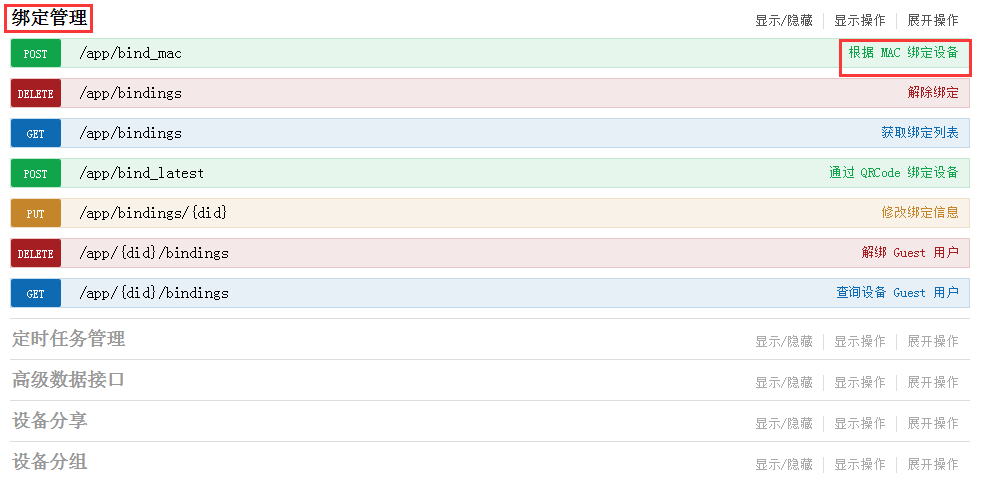 绑定管理 显示/隐藏 显示操作 展开操作
POST /app/bind_mac 根据 MAC 绑定设备
DELETE /app/bindings 解除绑定
GET /app/bindings 获取绑定列表
POST /app/bind_latest 通过 QRCode 绑定设备
PUT /app/bindings/{did} 修改绑定信息
DELETE /app/{did}/bindings 解绑 Guest 用户
GET /app/{did}/bindings 查询设备 Guest 用户
定时任务管理 显示/隐藏 显示操作 展开操作
高级数据接口 显示/隐藏 显示操作 展开操作
设备分享 显示/隐藏 显示操作 展开操作
设备分组 显示/隐藏 显示操作 展开操作